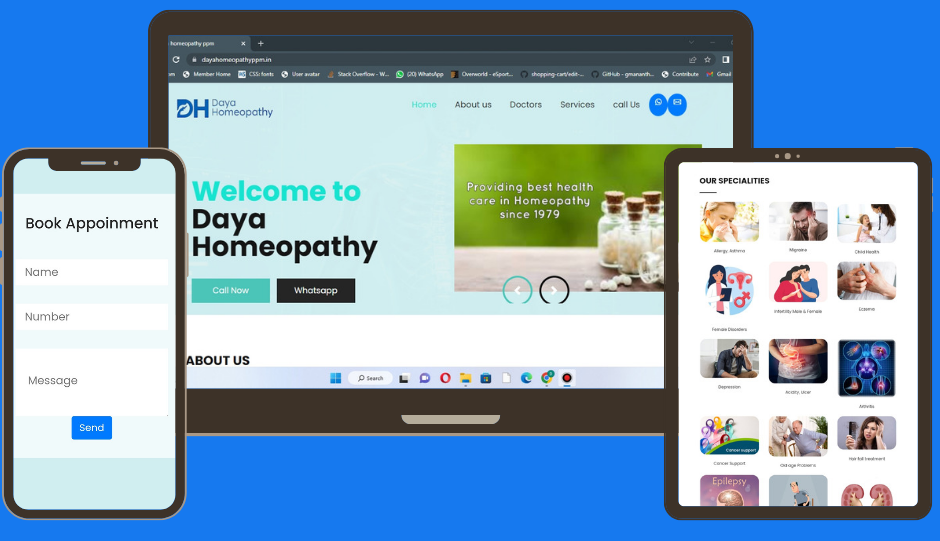 homeopathy ppm
dayahomeopathyppm.in
Member Home
CSS: fonts
User avatar
Stack Overflow - W...
(20) WhatsApp
Overworld - eSport...
shopping-cart/edit-...
GitHub - gmananth...
Contribute
Gmail
DH Daya
Homeopathy
Home
About us
Doctors
Services
call Us
Welcome to
Daya
Homeopathy
Call Now
Whatsapp
Providing best health
care in Homeopathy
since 1979
ABOUT US
Search
Book Appoinment
Name
Number
Message
Send
OUR SPECIALITIES
Allergy, Asthma
Migraine
Child Health
Female Disorders
Infertility Male & Female
Eczema
Depression
Acidity, Ulcer
Arthritis
Cancer support
Cancer Support
Old age Problems
Hair fall treatment
Epilepsy